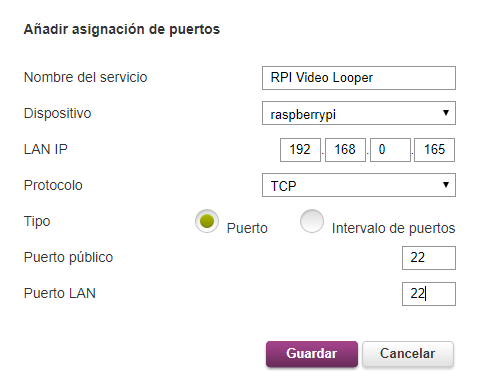 Añadir asignación de puertos
Nombre del servicio RPI Video Looper
Dispositivo raspberrypi
LAN IP 192.168.0.165
Protocolo TCP
Tipo Puerto Intervalo de puertos
Puerto público 22
Puerto LAN 22
Guardar Cancelar